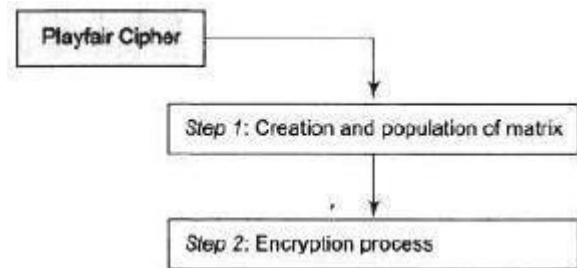 Playfair Cipher
Step 1: Creation and population of matrix
Step 2: Encryption process